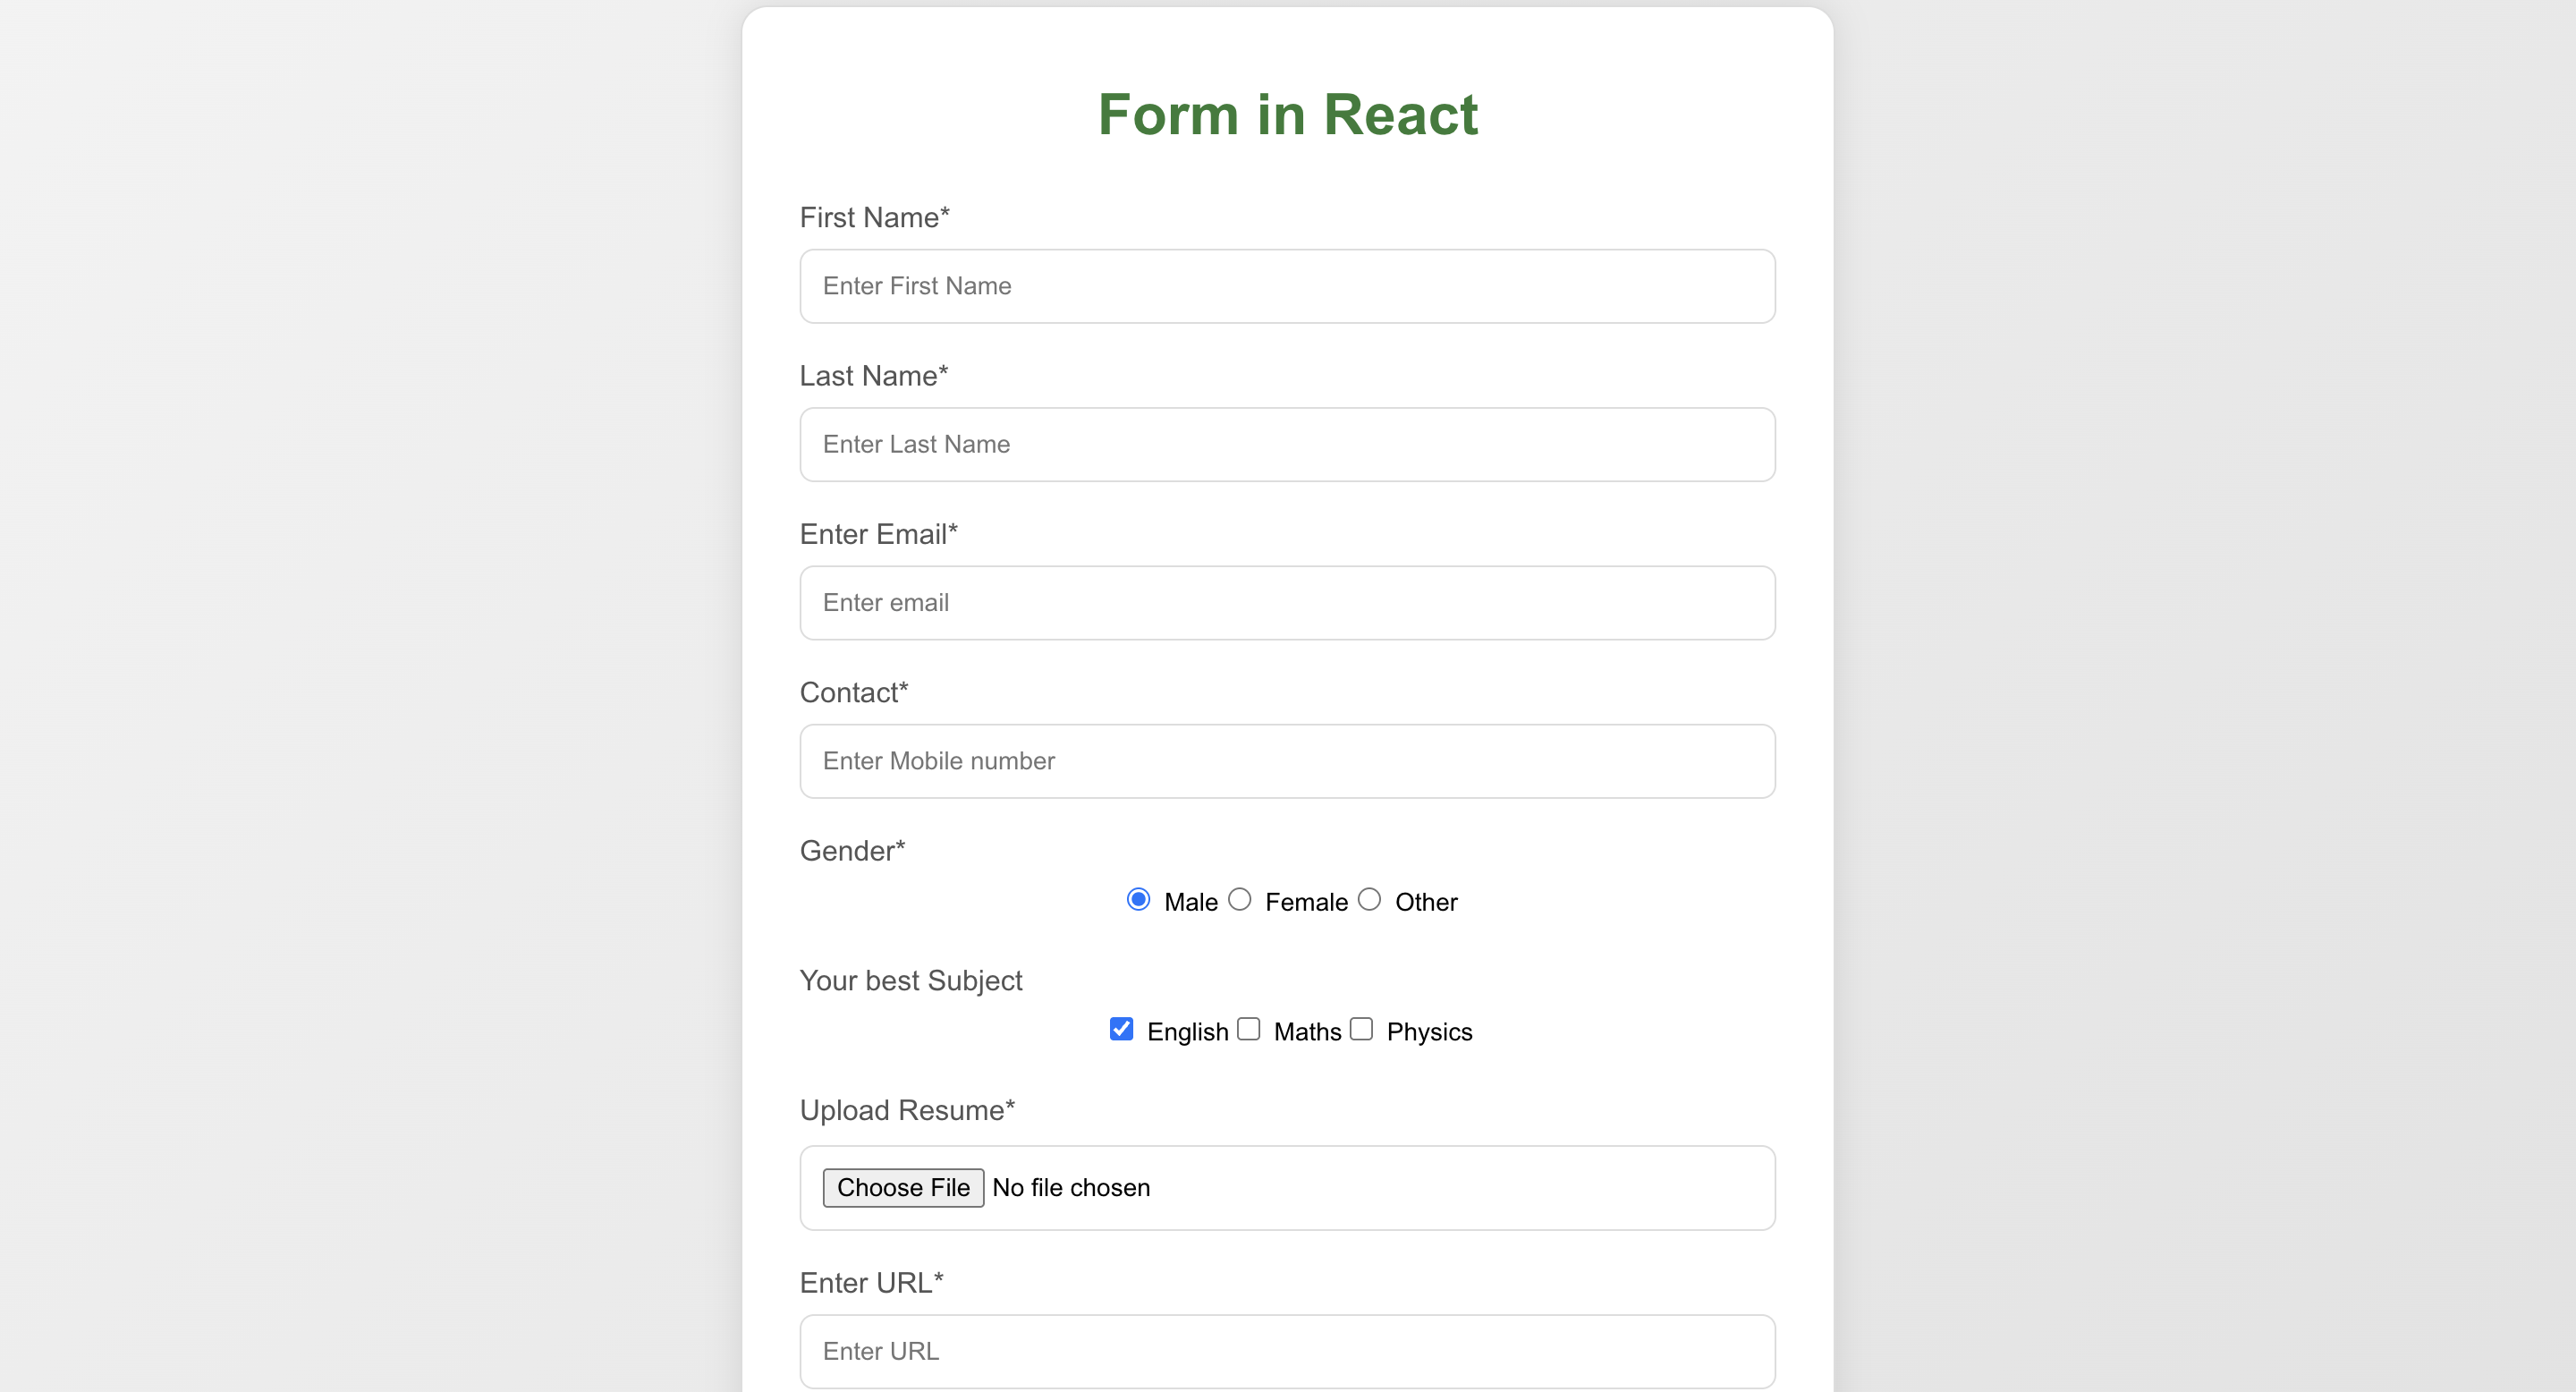 Form in React
First Name*
Enter First Name
Last Name*
Enter Last Name
Enter Email*
Enter email
Contact*
Enter Mobile number
Gender*
Male Female Other
Your best Subject
English Maths Physics
Upload Resume*
Choose File No file chosen
Enter URL*
Enter URL